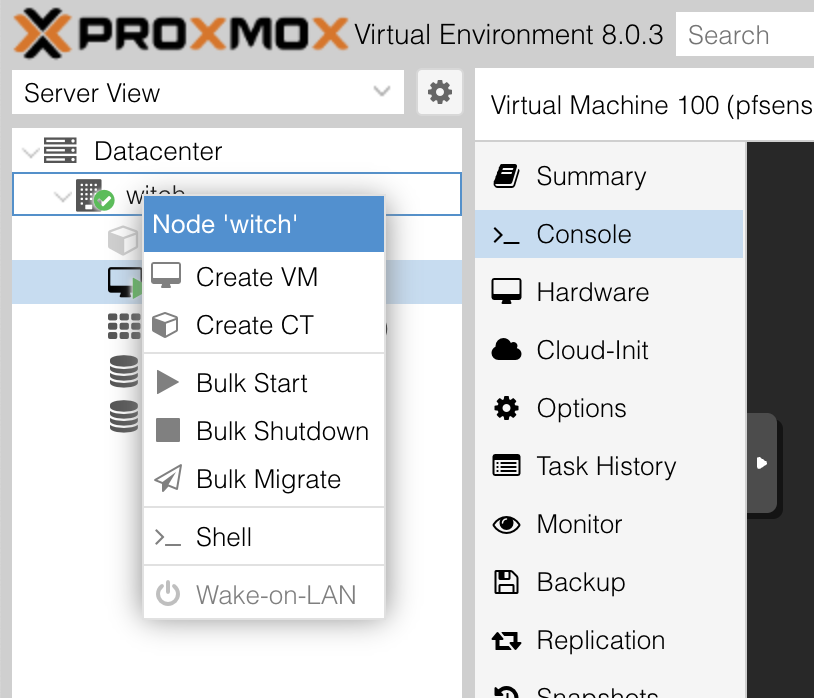 PROXMOX Virtual Environment 8.0.3 Search
Server View
Virtual Machine 100 (pfsens
Datacenter
witch
Node 'witch'
Create VM
Create CT
Bulk Start
Bulk Shutdown
Bulk Migrate
Shell
Wake-on-LAN
Summary
Console
Hardware
Cloud-Init
Options
Task History
Monitor
Backup
Replication
Snapshots